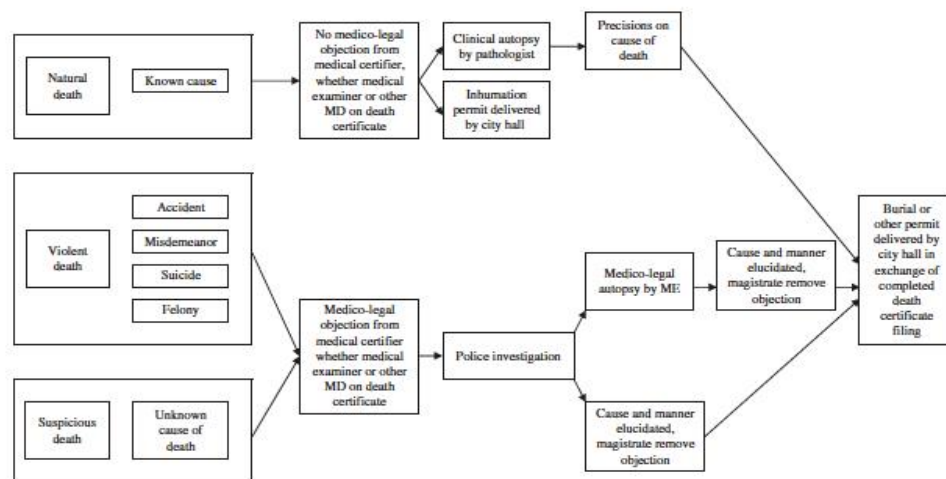 Natural
death
Known cause
No medico-legal
objection from
medical certifier,
whether medical
examiner or other
MD on death
certificate
Clinical autopsy
by pathologist
Inhumation
permit delivered
by city hall
Precisions on
cause of
death
Violent
death
Accident
Misdemeanor
Suicide
Felony
Suspicious
death
Unknown
cause of
death
Medico-legal
objection from
medical certifier
whether medical
examiner or other
MD on death
certificate
Police investigation
Medico-legal
autopsy by ME
Cause and manner
elucidated,
magistrate remove
objection
Cause and manner
elucidated,
magistrate remove
objection
Burial or
other permit
delivered by
city hall in
exchange of
completed
death
certificate
filing